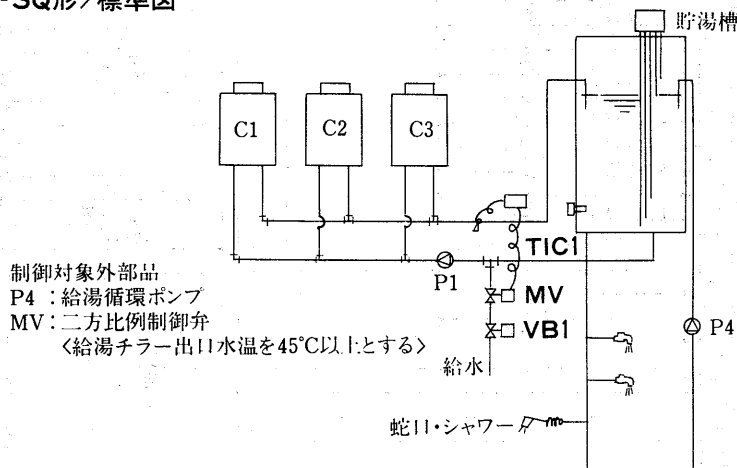 -SQ形/標準図
貯湯槽
C1
C2
C3
TIC1
P1
MV
VB1
給水
P4
制御対象外部品
P4:給湯循環ポンプ
MV:二方比例制御弁
〈給湯チラー出口水温を45°C以上とする〉
蛇口・シャワー